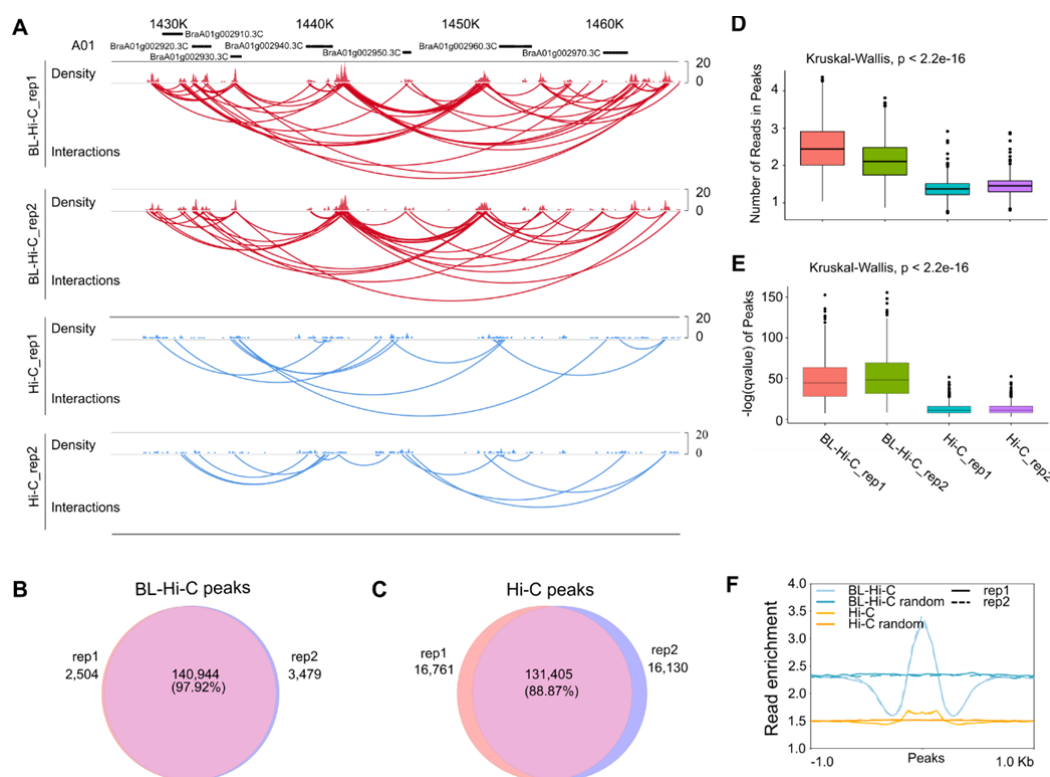 A
1430K 1440K 1450K 1460K
A01
BraA01g002910.3C
BraA01g002920.3C BraA01g002940.3C BraA01g002960.3C
BraA01g002930.3C BraA01g002950.3C BraA01g002970.3C
BL-Hi-C_rep1
Density
20
0
Interactions
BL-Hi-C_rep2
Density
20
0
Interactions
Hi-C_rep1
Density
20
0
Interactions
Hi-C_rep2
Density
20
0
Interactions
B
BL-Hi-C peaks
rep1
2,504
140,944
(97.92%)
rep2
3,479
C
Hi-C peaks
rep1
16,761
131,405
(88.87%)
rep2
16,130
D
Kruskal-Wallis, p < 2.2e-16
Number of Reads in Peaks
4
3
2
1
E
Kruskal-Wallis, p < 2.2e-16
-log(qvalue) of Peaks
150
100
50
0
BL-Hi-C_rep1
BL-Hi-C_rep2
Hi-C_rep1
Hi-C_rep2
F
Read enrichment
4.0
3.5
3.0
2.5
2.0
1.5
1.0
BL-Hi-C
BL-Hi-C random
Hi-C
Hi-C random
rep1
rep2
-1.0 Peaks 1.0 Kb